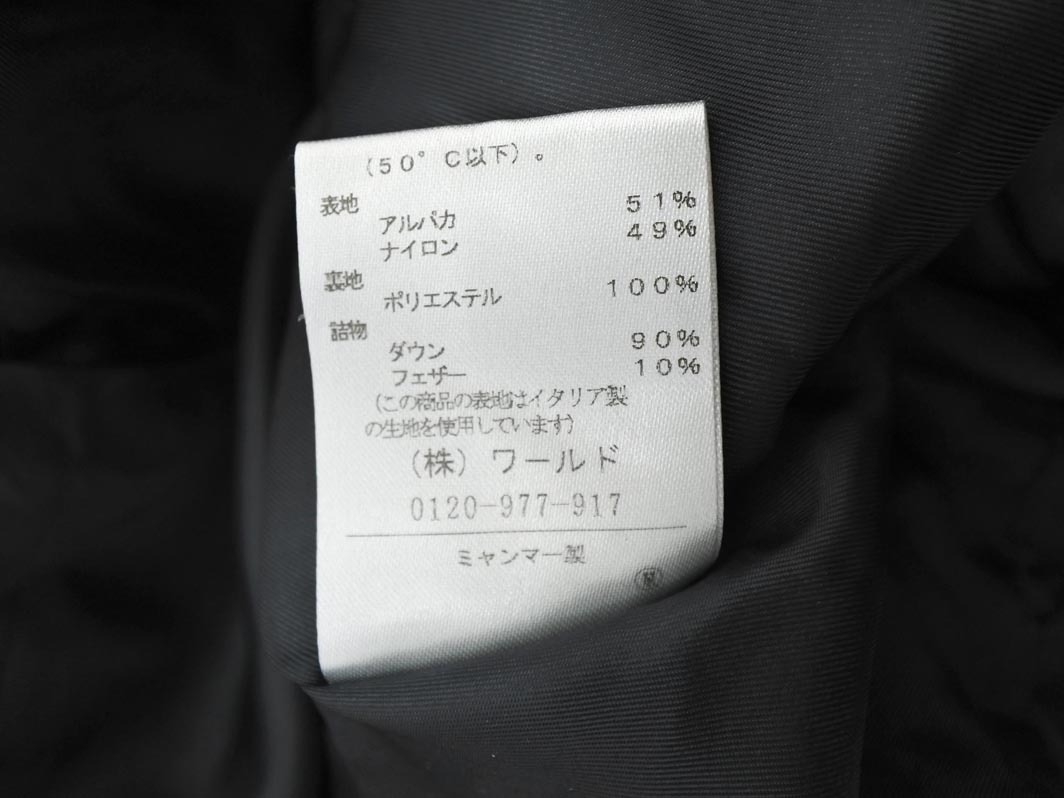 (50°C以下)。
表地
アルパカ 51%
ナイロン 49%
裏地
ポリエステル 100%
詰物
ダウン 90%
フェザー 10%
(この商品の表地はイタリア製
の生地を使用しています)
(株) ワールド
0120-977-917
ミャンマー製